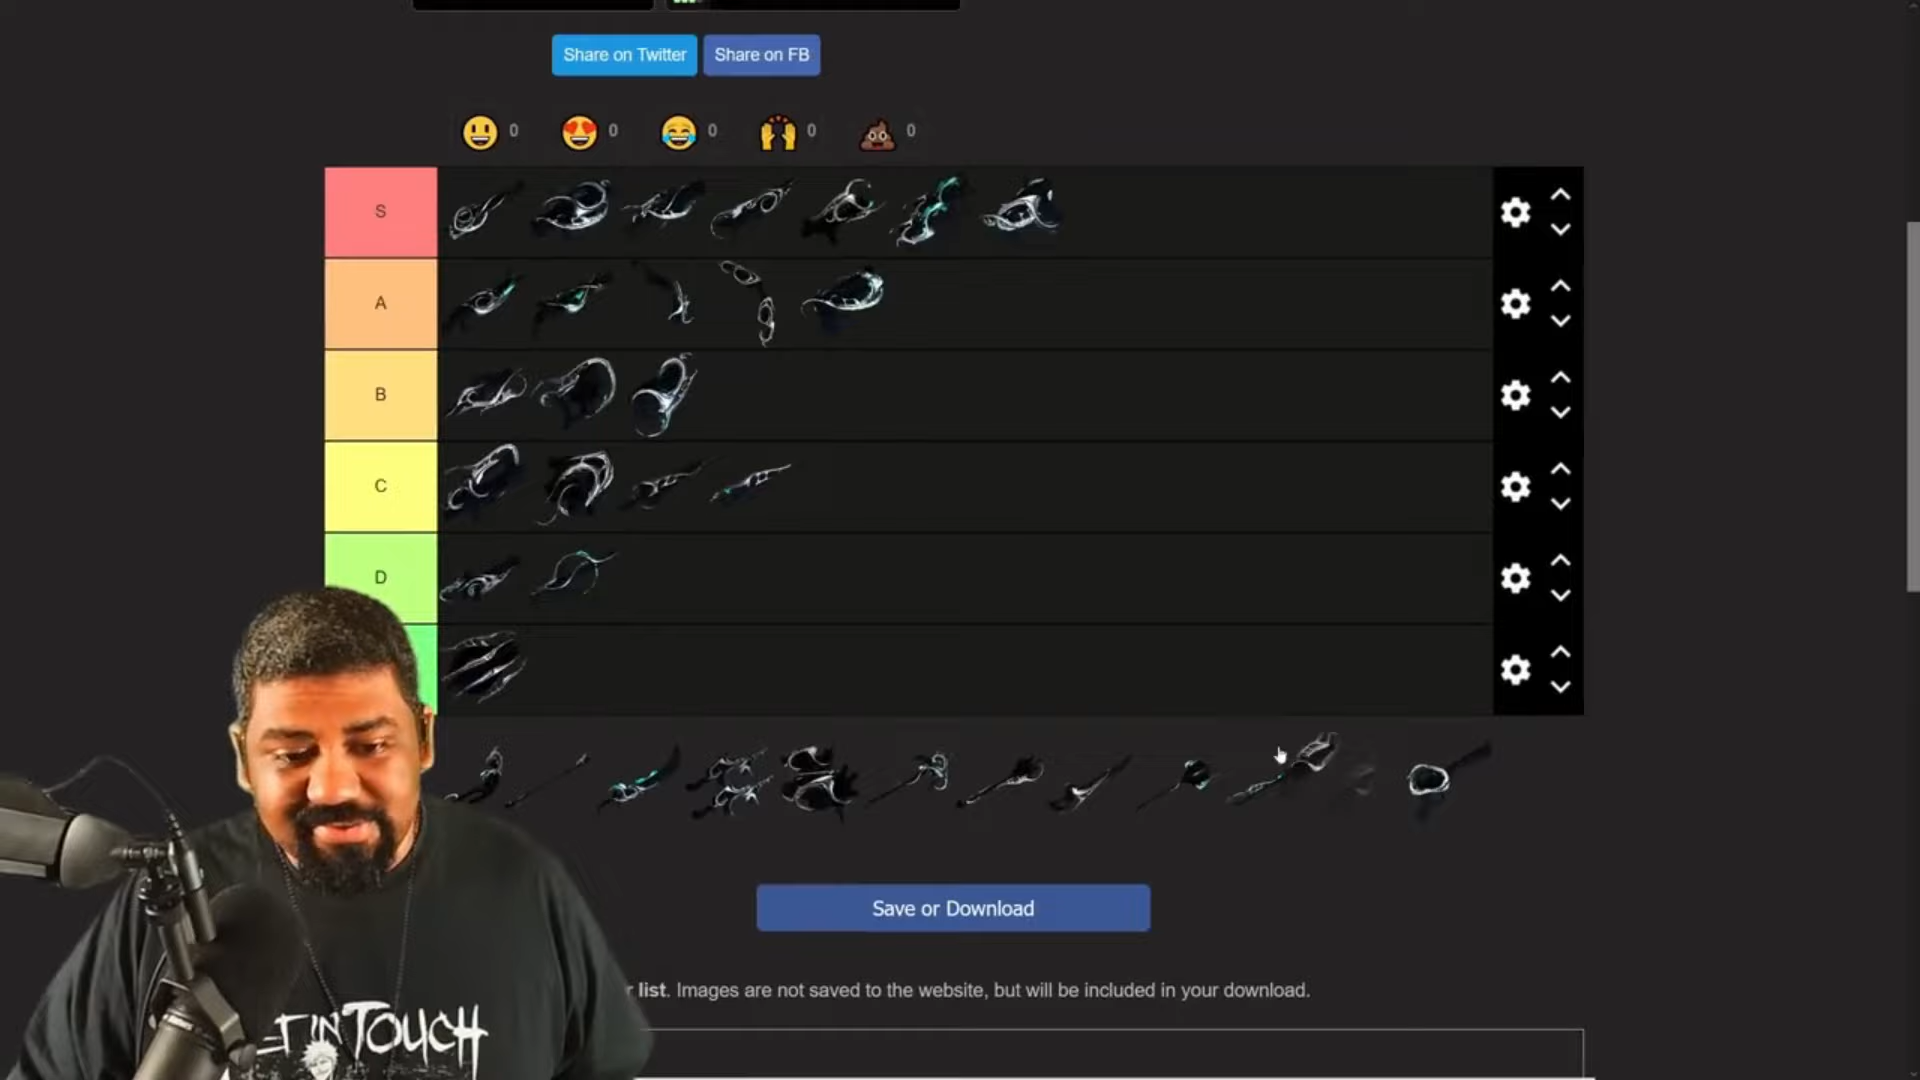 Share on Twitter Share on FB
0 0 0 0 0
S
A
B
C
D
Save or Download
list. Images are not saved to the website, but will be included in your download.
TOUCH